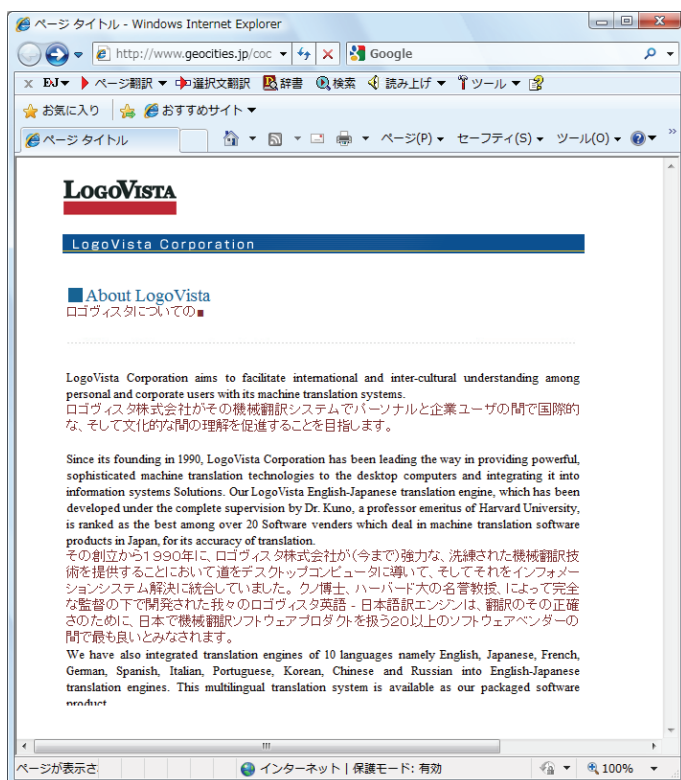 ページ タイトル - Windows Internet Explorer
http://www.geocities.jp/coc
Google
x EJ ページ翻訳 選択文翻訳 辞書 検索 読み上げ ツール
お気に入り おすすめサイト
ページ タイトル
ページ(P) セーフティ(S) ツール(O) »
LOGOVISTA
LogoVista Corporation
■About LogoVista
ロゴヴィスタについての■
LogoVista Corporation aims to facilitate international and inter-cultural understanding among
personal and corporate users with its machine translation systems.
ロゴヴィスタ株式会社がその機械翻訳システムでパーソナルと企業ユーザの間で国際的
な、そして文化的な間の理解を促進することを目指します。
Since its founding in 1990, LogoVista Corporation has been leading the way in providing powerful,
sophisticated machine translation technologies to the desktop computers and integrating it into
information systems Solutions. Our LogoVista English-Japanese translation engine, which has been
developed under the complete supervision by Dr. Kuno, a professor emeritus of Harvard University,
is ranked as the best among over 20 Software venders which deal in machine translation software
products in Japan, for its accuracy of translation.
その創立から1990年に、ロゴヴィスタ株式会社が(今まで)強力な、洗練された機械翻訳技
術を提供することにおいて道をデスクトップコンピュータに導いて、そしてそれをインフォメー
ションシステム解決に統合していました。クノ博士、ハーバード大の名誉教授、によって完全
な監督の下で開発された我々のロゴヴィスタ英語 - 日本語訳エンジンは、翻訳のその正確
さのために、日本で機械翻訳ソフトウェアプロダクトを扱う20以上のソフトウェアベンダーの
間で最も良いとみなされます。
We have also integrated translation engines of 10 languages namely English, Japanese, French,
German, Spanish, Italian, Portuguese, Korean, Chinese and Russian into English-Japanese
translation engines. This multilingual translation system is available as our packaged software
product
ページが表示さ インターネット | 保護モード: 有効 100%